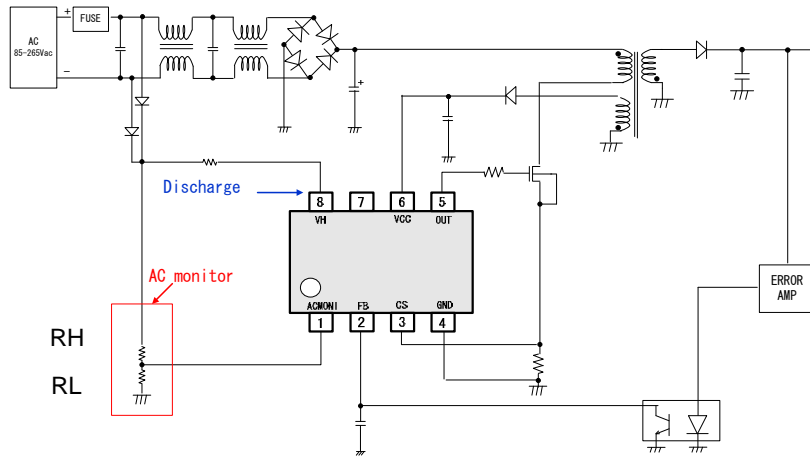 +
FUSE
AC
85-265Vac
−
+
Discharge
8
7
6
5
VH
VCC
OUT
AC monitor
ERROR
AMP
ACMONI
FB
CS
GND
1
2
3
4
RH
RL